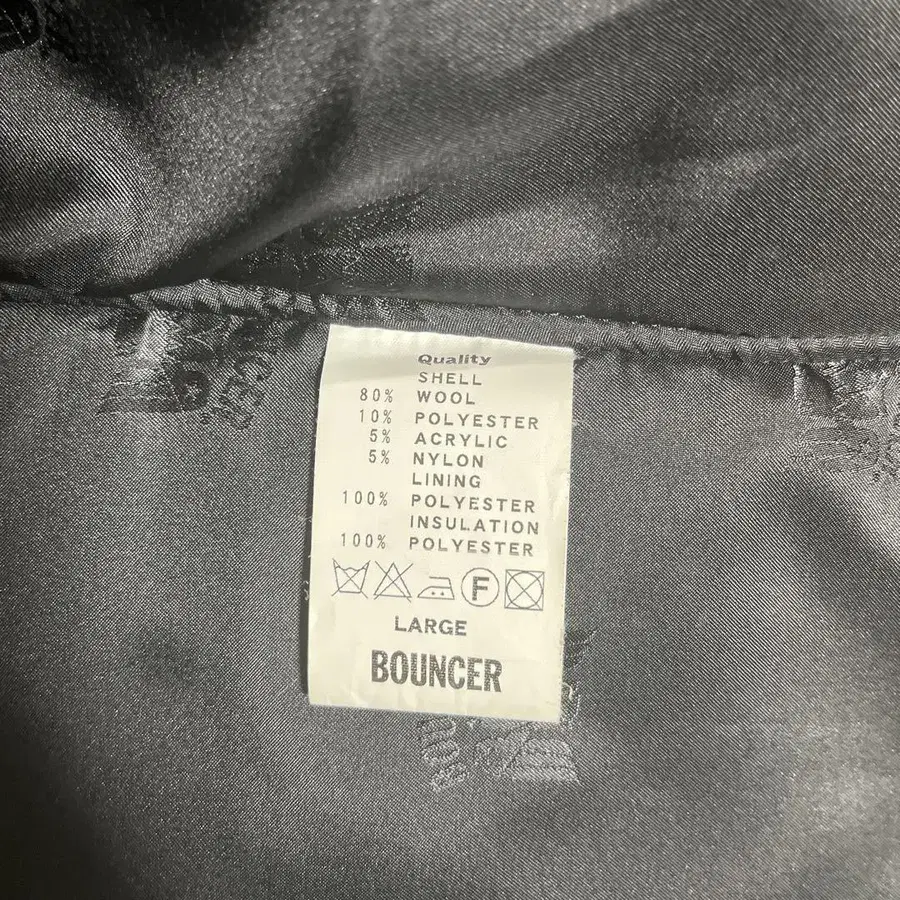 Quality
SHELL
80% WOOL
10% POLYESTER
5% ACRYLIC
5% NYLON
LINING
100% POLYESTER
INSULATION
100% POLYESTER
F
LARGE
BOUNCER